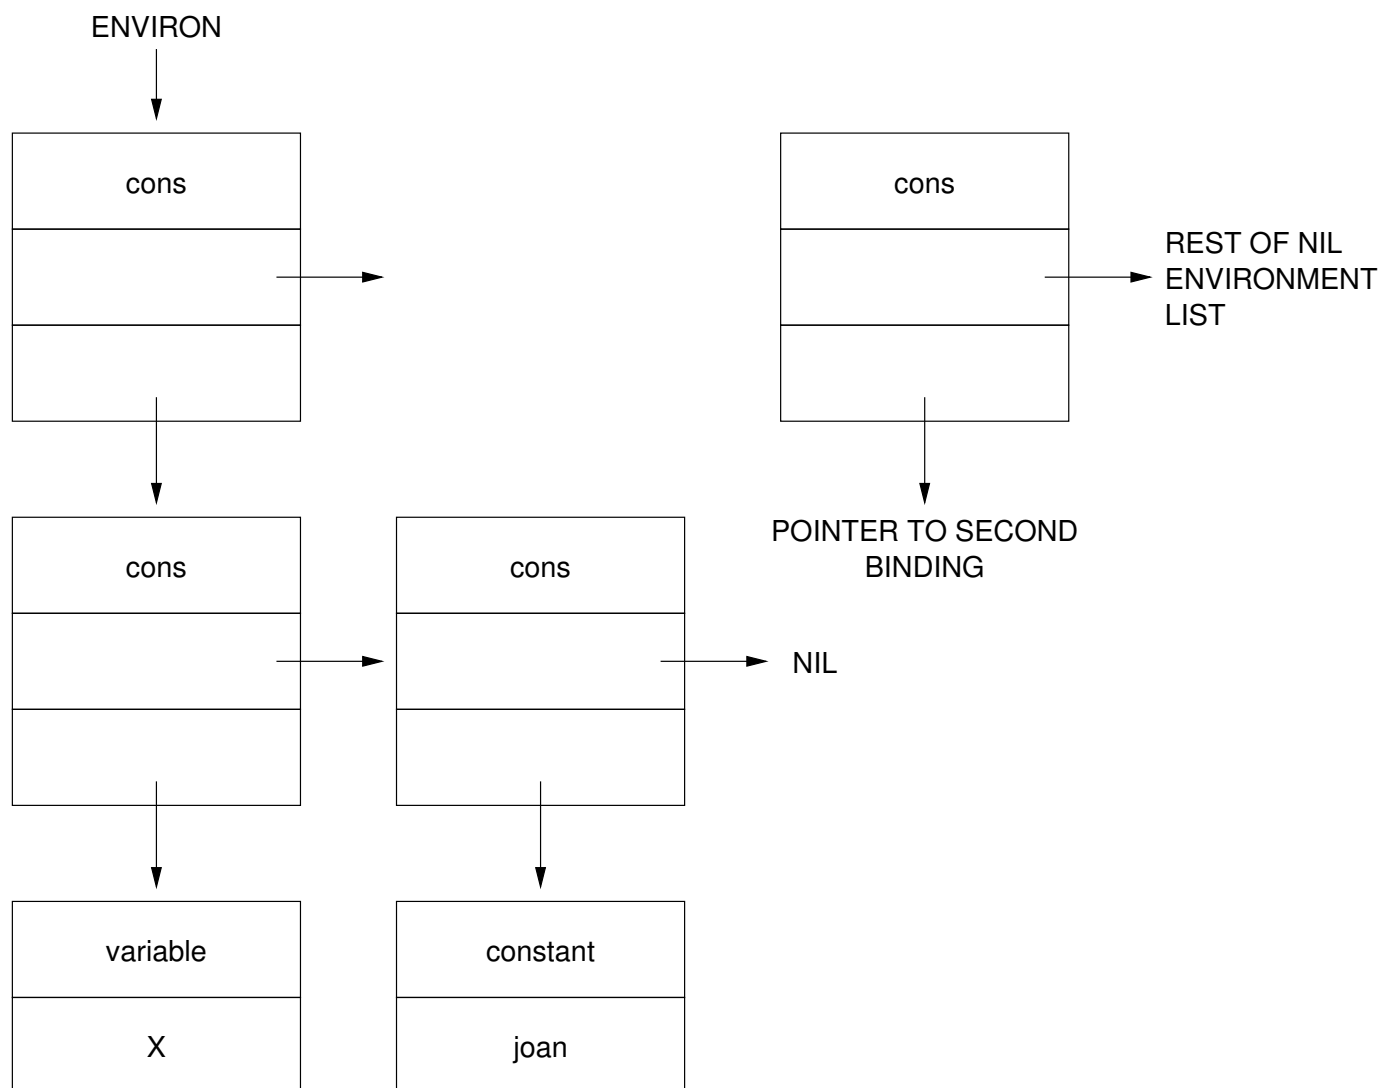 ENVIRON
cons
cons
REST OF NIL
ENVIRONMENT
LIST
cons
cons
POINTER TO SECOND
BINDING
NIL
variable
constant
X
joan